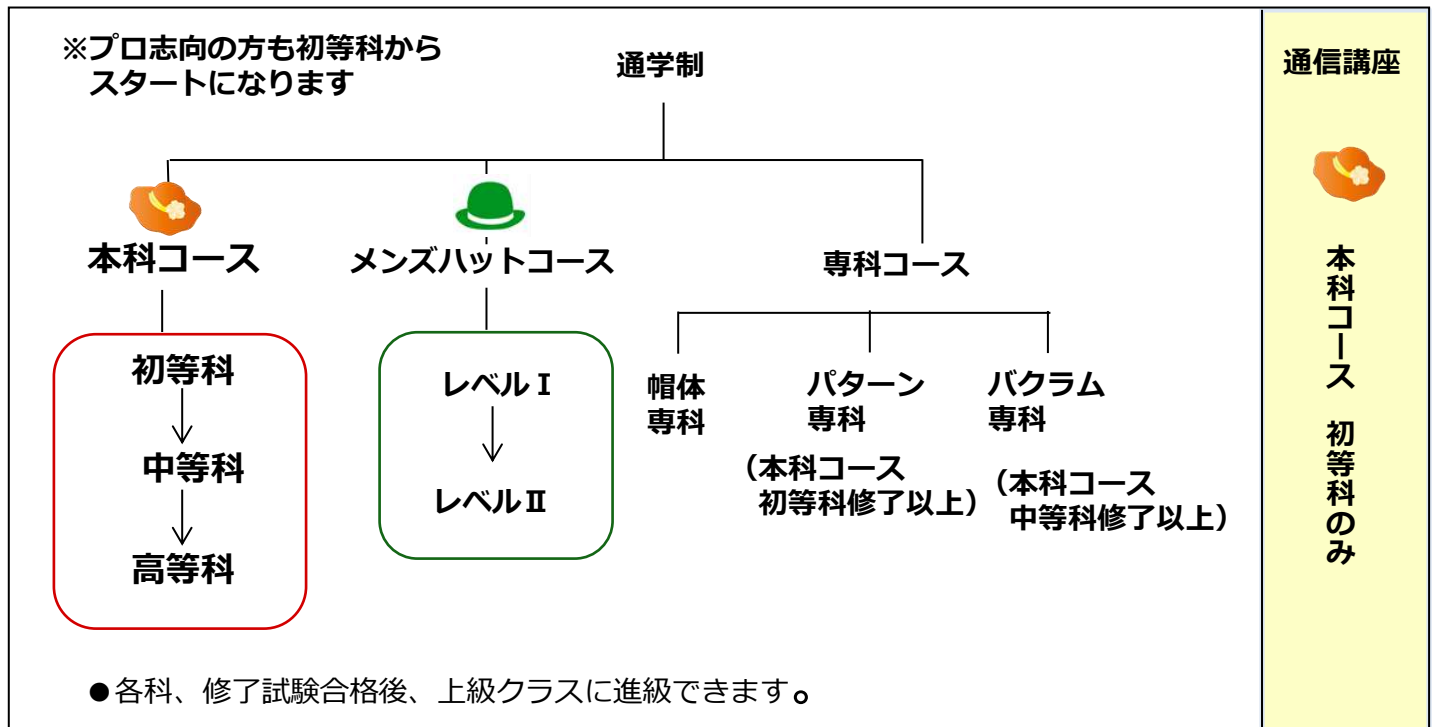 ※プロ志向の方も初等科から
スタートになります
通学制
本科コース
メンズハットコース
専科コース
初等科
中等科
高等科
レベルⅠ
レベルⅡ
帽体
専科
パターン
専科
（本科コース
初等科修了以上）
バクラム
専科
（本科コース
中等科修了以上）
●各科、修了試験合格後、上級クラスに進級できます。
通信講座
本科コース 初等科のみ